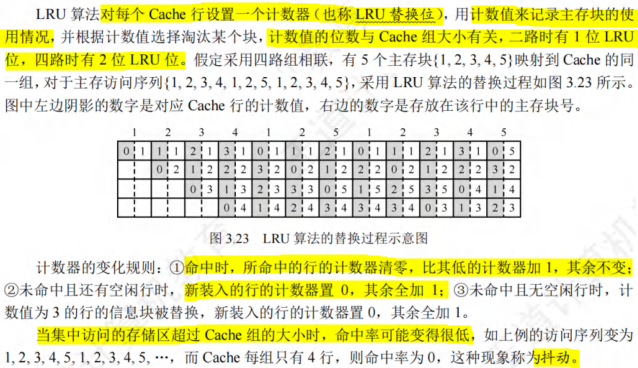 LRU 算法对每个 Cache 行设置一个计数器（也称 LRU 替换位），用计数值来记录主存块的使
用情况，并根据计数值选择淘汰某个块，计数值的位数与 Cache 组大小有关，二路时有 1 位 LRU
位，四路时有 2 位 LRU 位。假定采用四路组相联，有 5 个主存块{1, 2, 3, 4, 5}映射到 Cache 的同
一组，对于主存访问序列{1, 2, 3, 4, 1, 2, 5, 1, 2, 3, 4, 5}，采用 LRU 算法的替换过程如图 3.23 所示。
图中左边阴影的数字是对应 Cache 行的计数值，右边的数字是存放在该行中的主存块号。
1 2 3 4 1 2 5 1 2 3 4 5
0 1 1 1 2 1 3 1 0 1 1 1 2 1 0 1 1 1 2 1 3 1 0 5
0 2 1 2 2 2 3 2 0 2 1 2 2 2 0 2 1 2 2 2 3 2
0 3 1 3 2 3 3 3 0 5 1 5 2 5 3 5 0 4 1 4
0 4 1 4 2 4 3 4 3 4 3 4 0 3 1 3 2 3
图 3.23 LRU 算法的替换过程示意图
计数器的变化规则：①命中时，所命中的行的计数器清零，比其低的计数器加 1，其余不变；
②未命中且还有空闲行时，新装入的行的计数器置 0，其余全加 1；③未命中且无空闲行时，计
数值为 3 的行的信息块被替换，新装入的行的计数器置 0，其余全加 1。
当集中访问的存储区超过 Cache 组的大小时，命中率可能变得很低，如上例的访问序列变为
1, 2, 3, 4, 5, 1, 2, 3, 4, 5, …，而 Cache 每组只有 4 行，则命中率为 0，这种现象称为抖动。